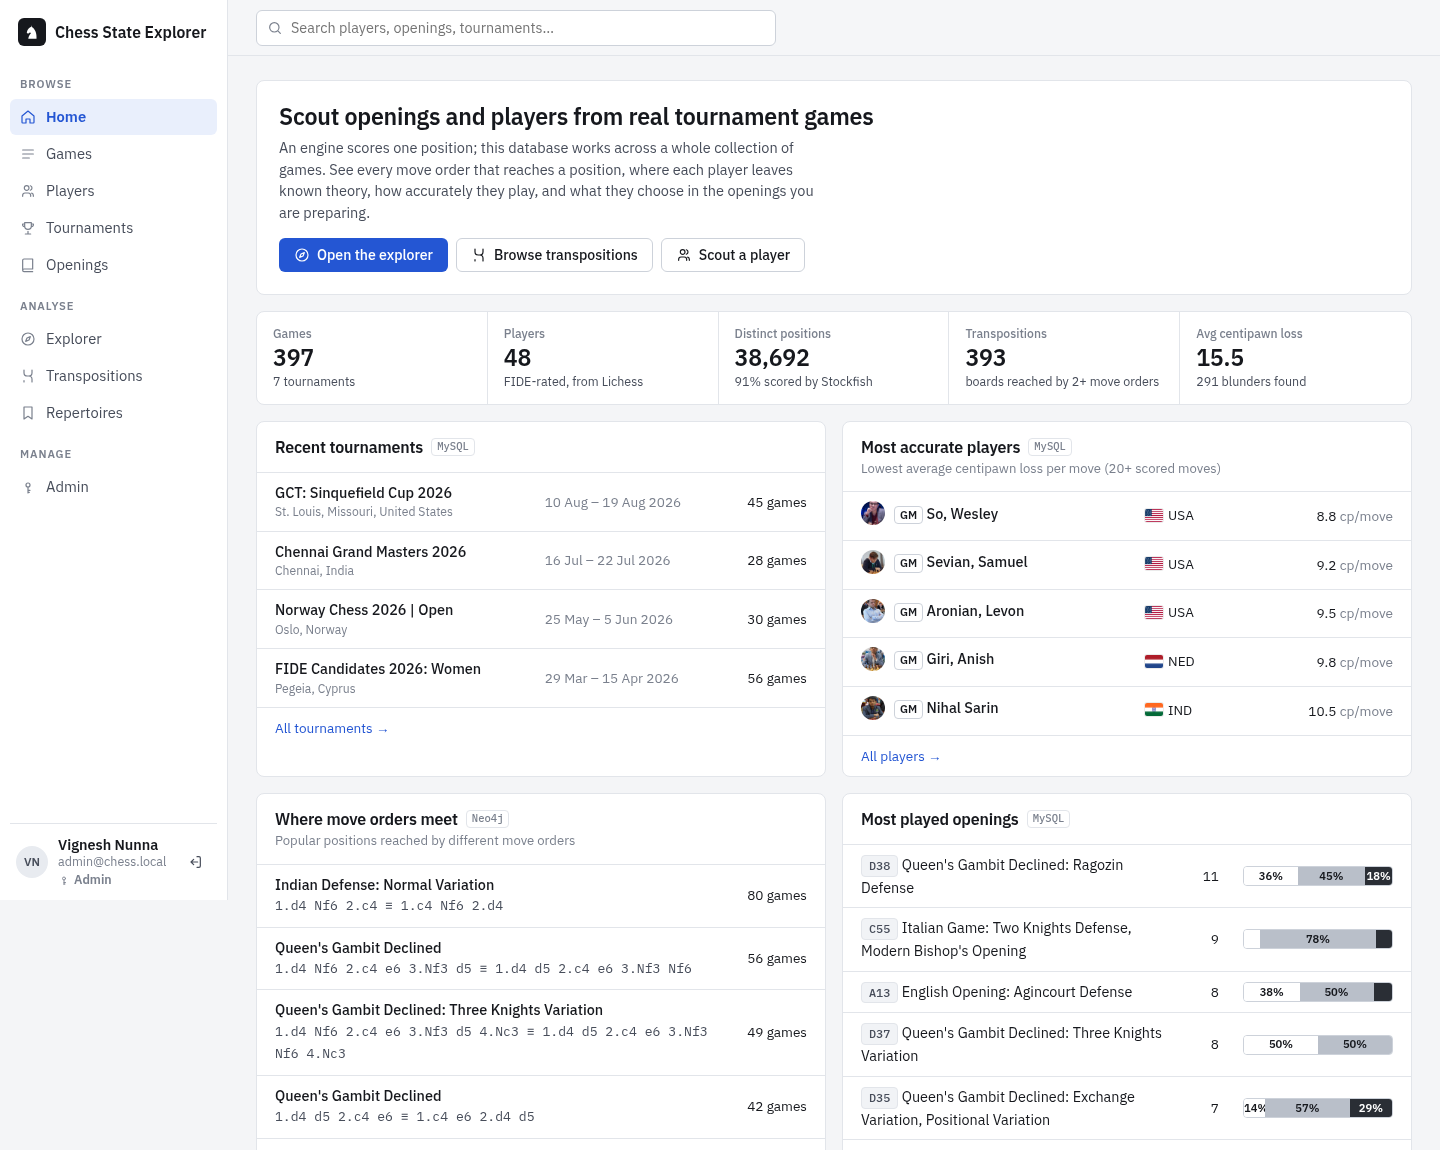 Chess State Explorer
Search players, openings, tournaments...
BROWSE
Home
Games
Players
Tournaments
Openings
ANALYSE
Explorer
Transpositions
Repertoires
MANAGE
Admin
VN
Vignesh Nunna
admin@chess.local
Admin
Scout openings and players from real tournament games
An engine scores one position; this database works across a whole collection of
games. See every move order that reaches a position, where each player leaves
known theory, how accurately they play, and what they choose in the openings you
are preparing.
Open the explorer
Browse transpositions
Scout a player
Games
397
7 tournaments
Players
48
FIDE-rated, from Lichess
Distinct positions
38,692
91% scored by Stockfish
Transpositions
393
boards reached by 2+ move orders
Avg centipawn loss
15.5
291 blunders found
Recent tournaments MySQL
GCT: Sinquefield Cup 2026
St. Louis, Missouri, United States
10 Aug – 19 Aug 2026
45 games
Chennai Grand Masters 2026
Chennai, India
16 Jul – 22 Jul 2026
28 games
Norway Chess 2026 | Open
Oslo, Norway
25 May – 5 Jun 2026
30 games
FIDE Candidates 2026: Women
Pegeia, Cyprus
29 Mar – 15 Apr 2026
56 games
All tournaments →
Most accurate players MySQL
Lowest average centipawn loss per move (20+ scored moves)
GM So, Wesley USA 8.8 cp/move
GM Sevian, Samuel USA 9.2 cp/move
GM Aronian, Levon USA 9.5 cp/move
GM Giri, Anish NED 9.8 cp/move
GM Nihal Sarin IND 10.5 cp/move
All players →
Where move orders meet Neo4j
Popular positions reached by different move orders
Indian Defense: Normal Variation
1.d4 Nf6 2.c4 ≡ 1.c4 Nf6 2.d4
80 games
Queen's Gambit Declined
1.d4 Nf6 2.c4 e6 3.Nf3 d5 ≡ 1.d4 d5 2.c4 e6 3.Nf3 Nf6
56 games
Queen's Gambit Declined: Three Knights Variation
1.d4 Nf6 2.c4 e6 3.Nf3 d5 4.Nc3 ≡ 1.d4 d5 2.c4 e6 3.Nf3
Nf6 4.Nc3
49 games
Queen's Gambit Declined
1.d4 d5 2.c4 e6 ≡ 1.c4 e6 2.d4 d5
42 games
Most played openings MySQL
D38 Queen's Gambit Declined: Ragozin
Defense
11
36% 45% 18%
C55 Italian Game: Two Knights Defense,
Modern Bishop's Opening
9
78%
A13 English Opening: Agincourt Defense
8
38% 50%
D37 Queen's Gambit Declined: Three Knights
Variation
8
50% 50%
D35 Queen's Gambit Declined: Exchange
Variation, Positional Variation
7
14% 57% 29%